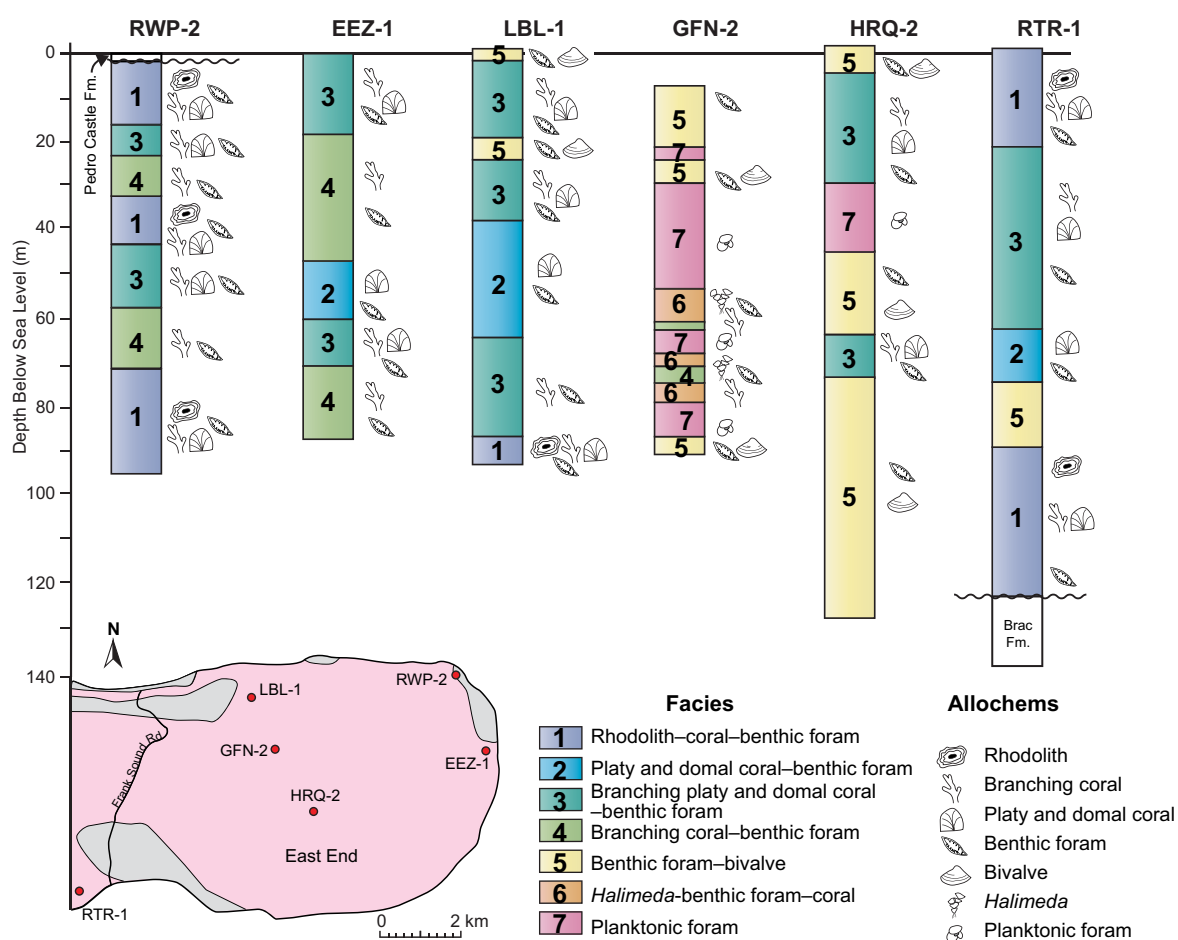 RWP-2 EEZ-1 LBL-1 GFN-2 HRQ-2 RTR-1
Depth Below Sea Level (m)
0
20
40
60
80
100
120
140
Pedro Castle Fm.
1
3
4
1
3
4
1
3
4
2
3
4
5
3
5
3
2
3
1
5
7
5
7
6
7
6
4
6
7
5
5
3
7
5
3
5
1
3
2
5
1
Brac
Fm.
N
LBL-1
RWP-2
GFN-2
EEZ-1
HRQ-2
East End
Frank Sound Rd
RTR-1
0 2 km
Facies
1 Rhodolith–coral–benthic foram
2 Platy and domal coral–benthic foram
3 Branching platy and domal coral
–benthic foram
4 Branching coral–benthic foram
5 Benthic foram–bivalve
6 Halimeda-benthic foram–coral
7 Planktonic foram
Allochems
Rhodolith
Branching coral
Platy and domal coral
Benthic foram
Bivalve
Halimeda
Planktonic foram